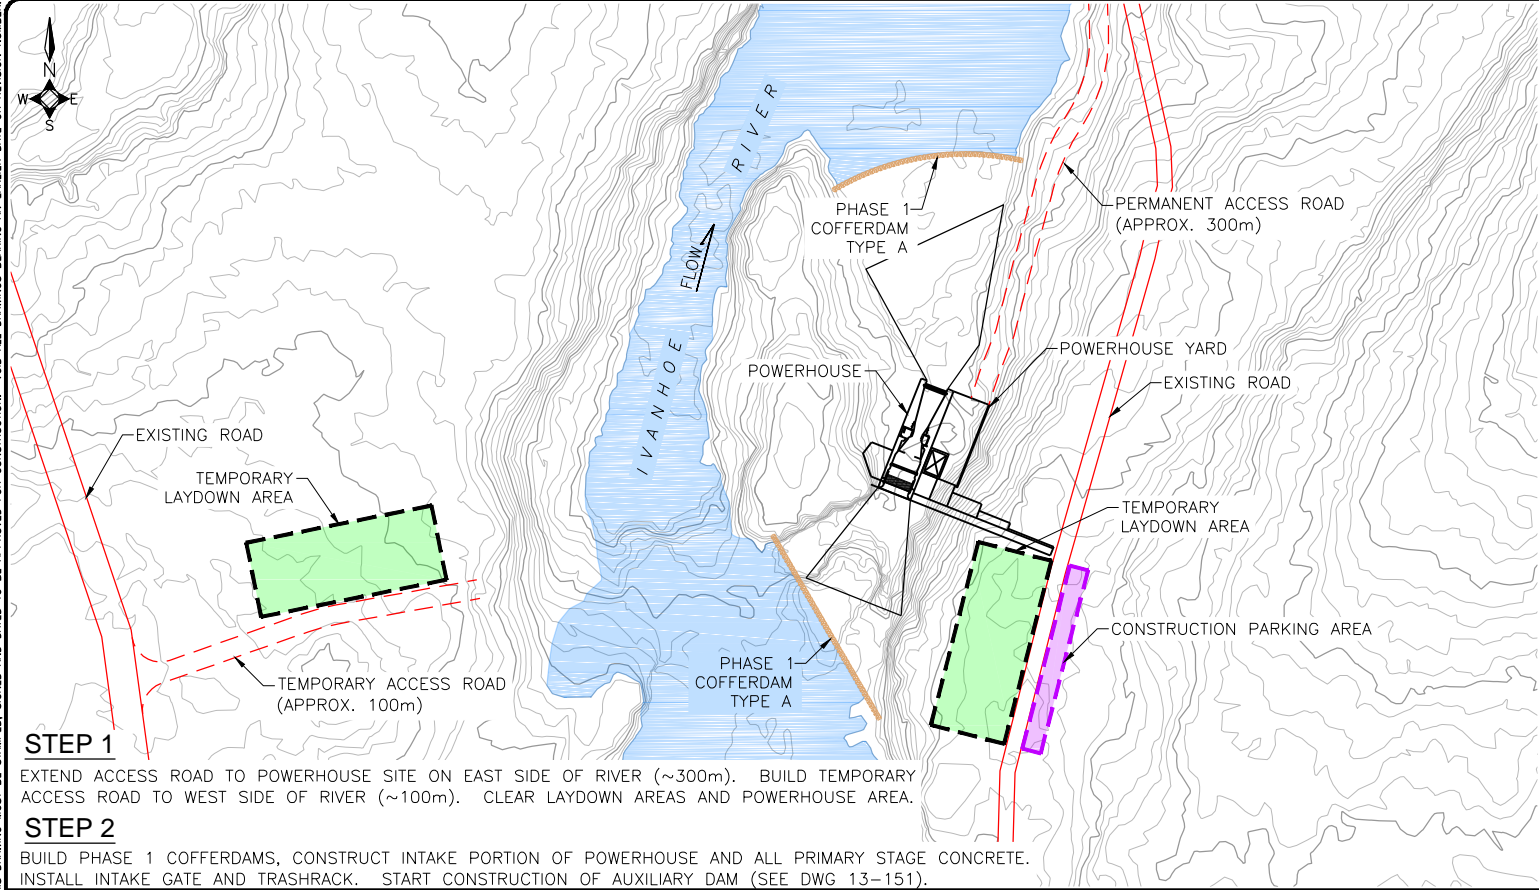 N
W E
S
RIVER
FLOW
IVANHOE
PHASE 1
COFFERDAM
TYPE A
PERMANENT ACCESS ROAD
(APPROX. 300m)
POWERHOUSE YARD
POWERHOUSE
EXISTING ROAD
EXISTING ROAD
TEMPORARY
LAYDOWN AREA
TEMPORARY
LAYDOWN AREA
CONSTRUCTION PARKING AREA
PHASE 1
COFFERDAM
TYPE A
TEMPORARY ACCESS ROAD
(APPROX. 100m)
STEP 1
EXTEND ACCESS ROAD TO POWERHOUSE SITE ON EAST SIDE OF RIVER (~300m). BUILD TEMPORARY
ACCESS ROAD TO WEST SIDE OF RIVER (~100m). CLEAR LAYDOWN AREAS AND POWERHOUSE AREA.
STEP 2
BUILD PHASE 1 COFFERDAMS, CONSTRUCT INTAKE PORTION OF POWERHOUSE AND ALL PRIMARY STAGE CONCRETE.
INSTALL INTAKE GATE AND TRASHRACK. START CONSTRUCTION OF AUXILIARY DAM (SEE DWG 13-151).